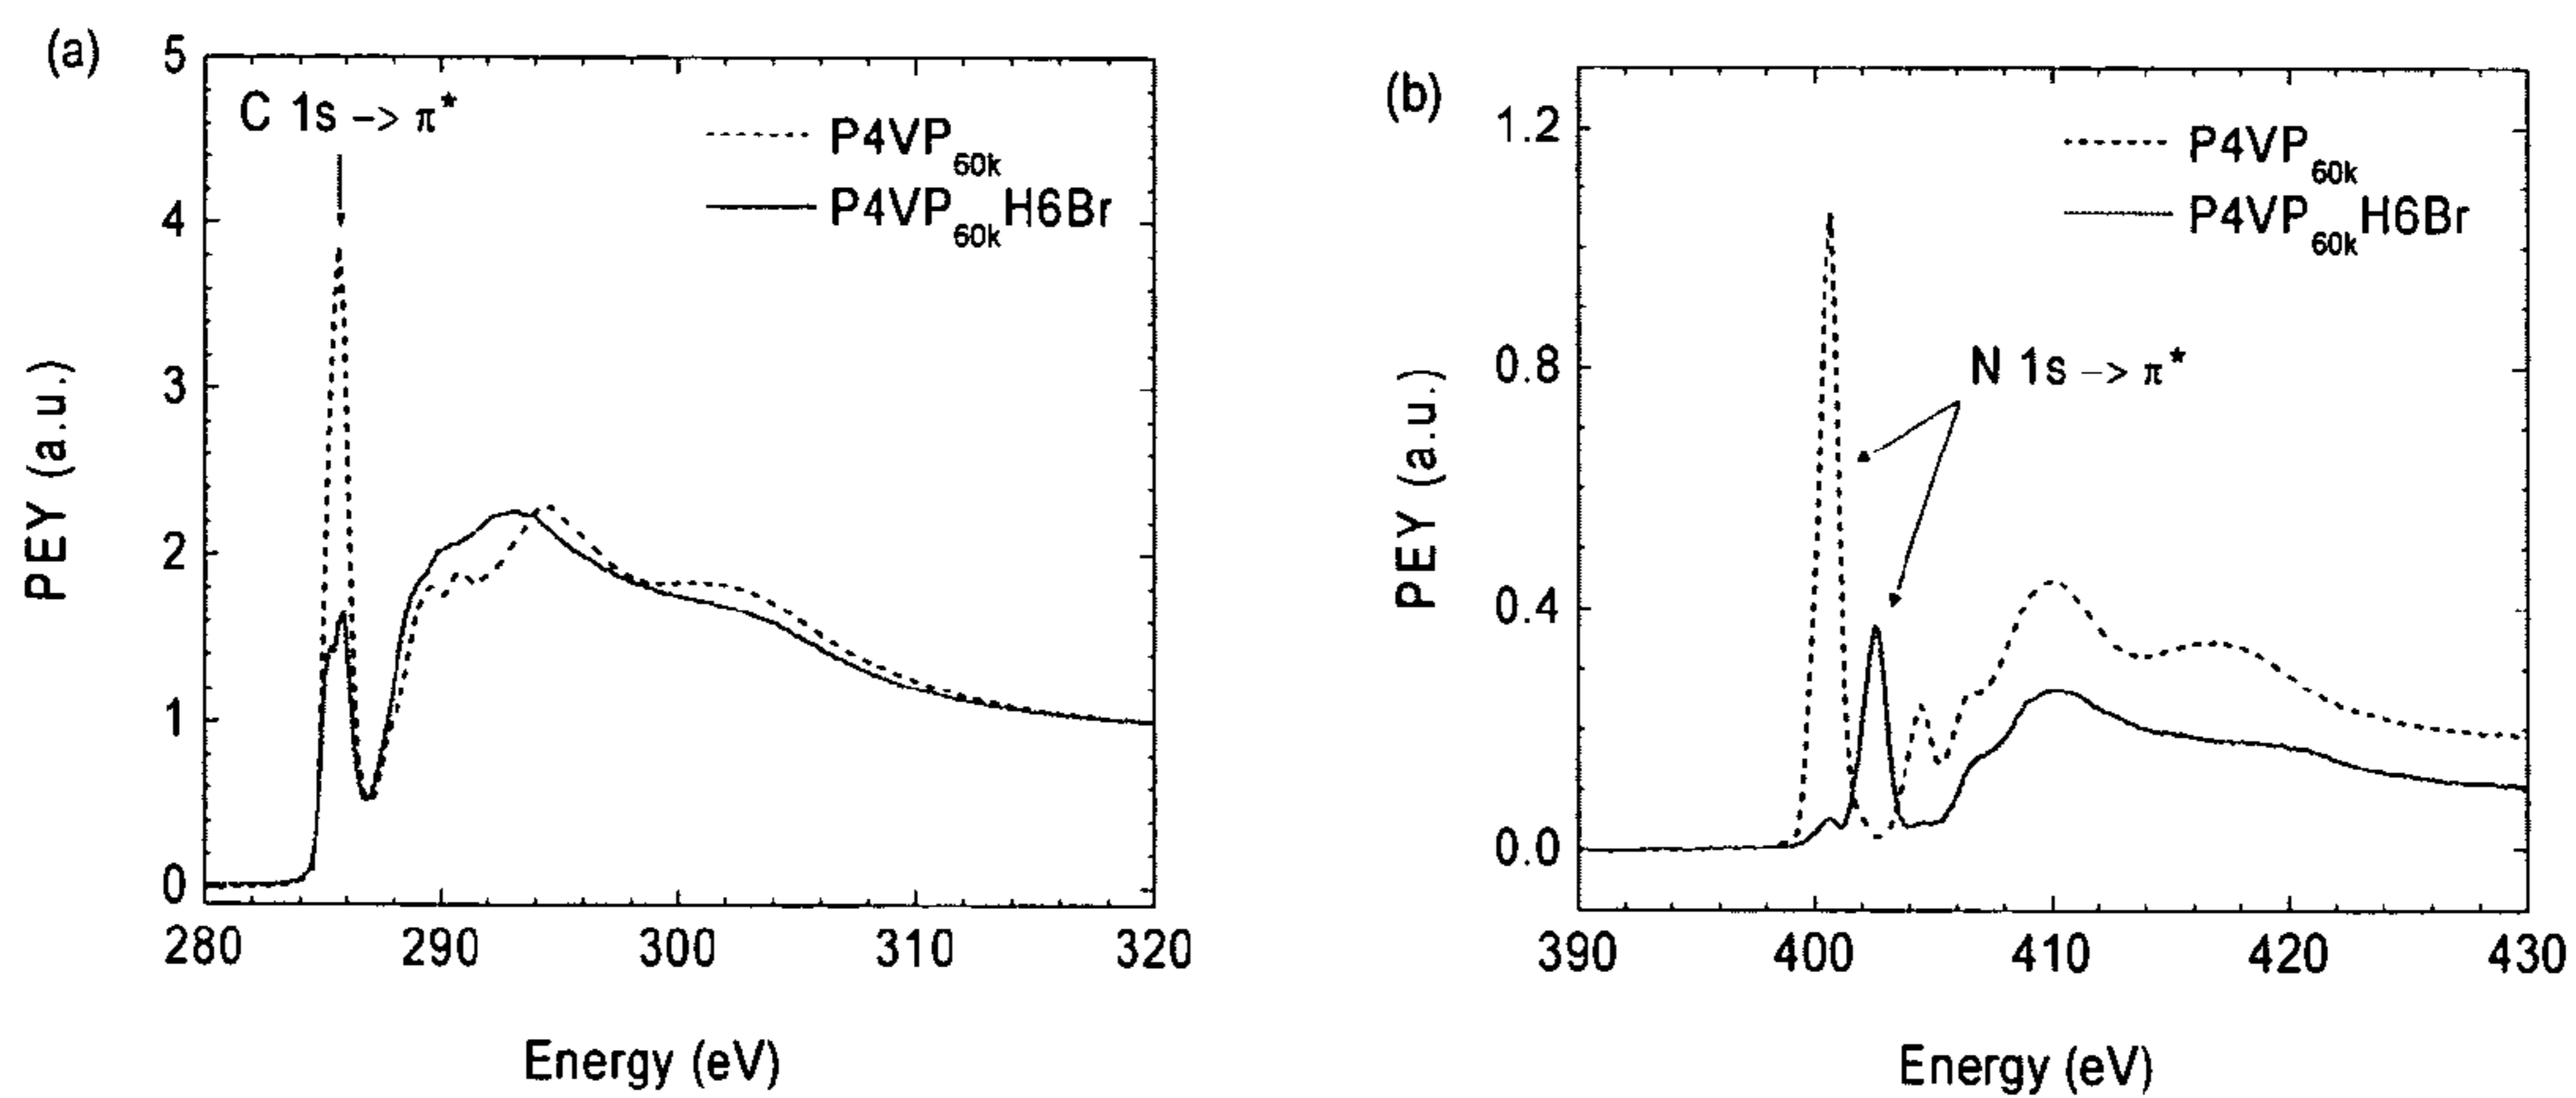 (a)
5
4
3
2
1
0
C 1s -> π*
P4VP60k
P4VP60kH6Br
PEY (a.u.)
280 290 300 310 320
Energy (eV)
(b)
1.2
0.8
0.4
0.0
P4VP60k
P4VP60kH6Br
N 1s -> π*
PEY (a.u.)
390 400 410 420 430
Energy (eV)